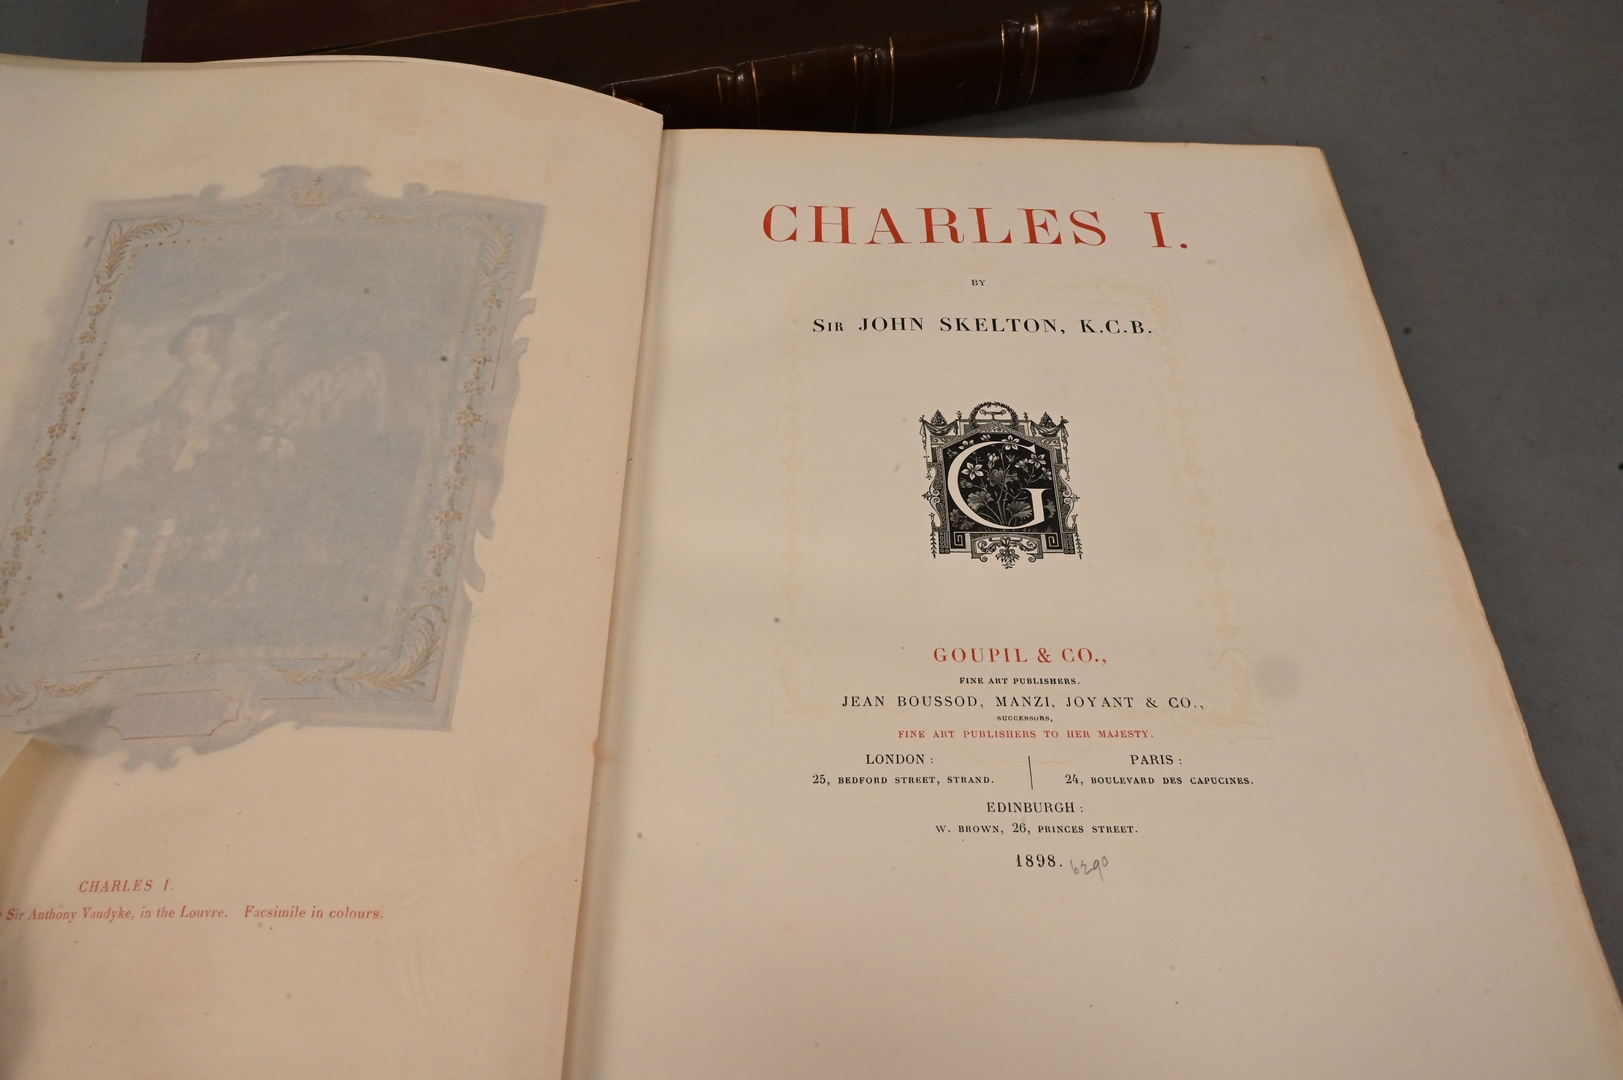 CHARLES I.
Sir Anthony Vandyke, in the Louvre. Facsimile in colours.
CHARLES I.
BY
SIR JOHN SKELTON, K.C.B.
G
GOUPIL & CO.,
FINE ART PUBLISHERS.
JEAN BOUSSOD, MANZI, JOYANT & CO.,
SUCCESSORS,
FINE ART PUBLISHERS TO HER MAJESTY.
LONDON :
25, BEDFORD STREET, STRAND.
PARIS :
24, BOULEVARD DES CAPUCINES.
EDINBURGH :
W. BROWN, 26, PRINCES STREET.
1898.